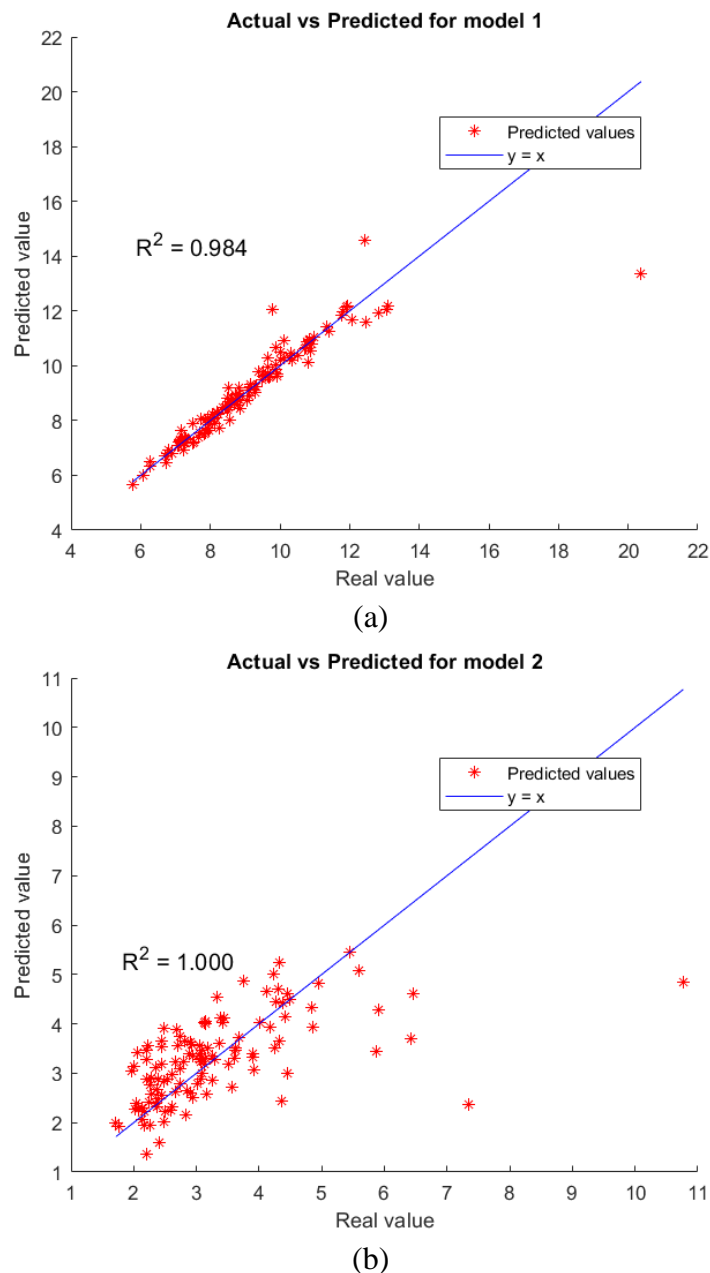 Actual vs Predicted for model 1
22
20
18
16
14
12
10
8
6
4
Predicted value
R² = 0.984
Predicted values
y = x
4 6 8 10 12 14 16 18 20 22
Real value
(a)
Actual vs Predicted for model 2
11
10
9
8
7
6
5
4
3
2
1
Predicted value
R² = 1.000
Predicted values
y = x
1 2 3 4 5 6 7 8 9 10 11
Real value
(b)